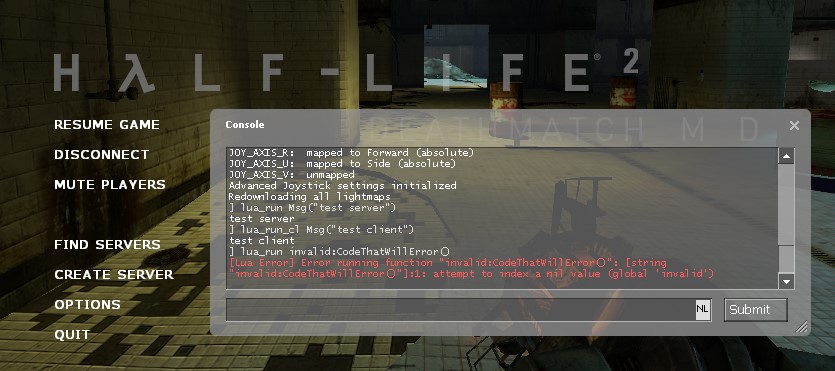 HλLF-LIFE® 2
DEATHMATCH MOD
RESUME GAME
DISCONNECT
MUTE PLAYERS
FIND SERVERS
CREATE SERVER
OPTIONS
QUIT
Console
JOY_AXIS_R:  mapped to Forward (absolute)
JOY_AXIS_U:  mapped to Side (absolute)
JOY_AXIS_V:  unmapped
Advanced Joystick settings initialized
Redownloading all lightmaps
] lua_run Msg("test server")
test server
] lua_run_cl Msg("test client")
test client
] lua_run invalid:CodeThatWillError()
[Lua Error] Error running function "invalid:CodeThatWillError()": [string
"invalid:CodeThatWillError()"]:1: attempt to index a nil value (global 'invalid')
NL
Submit